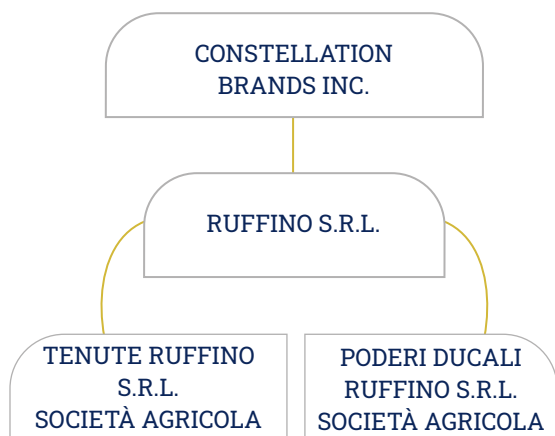 CONSTELLATION
BRANDS INC.
RUFFINO S.R.L.
TENUTE RUFFINO
S.R.L.
SOCIETÀ AGRICOLA
PODERI DUCALI
RUFFINO S.R.L.
SOCIETÀ AGRICOLA